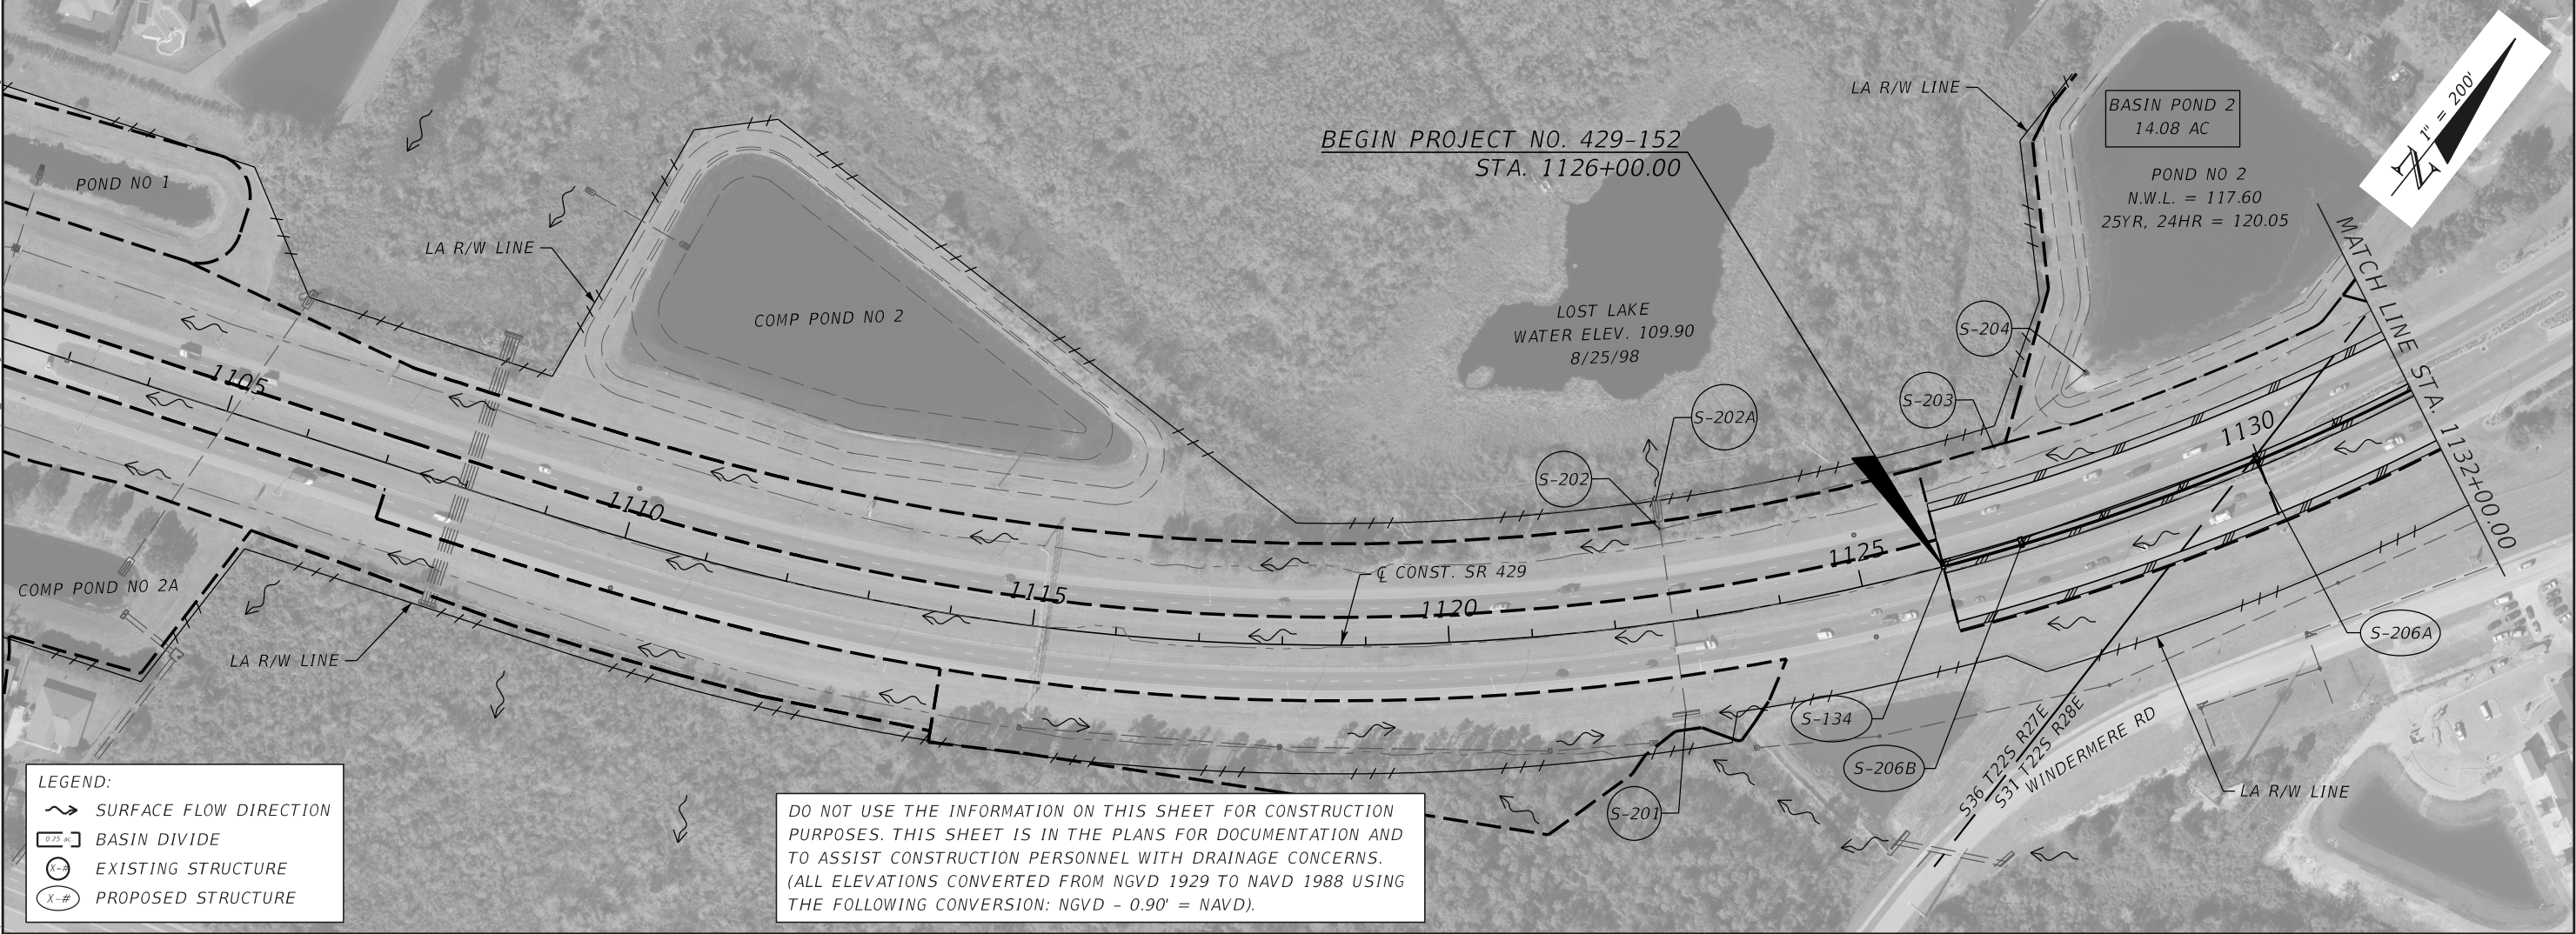 BEGIN PROJECT NO. 429-152
STA. 1126+00.00
LA R/W LINE
BASIN POND 2
14.08 AC
POND NO 2
N.W.L. = 117.60
25YR, 24HR = 120.05
1" = 200'
N
MATCH LINE STA. 1132+00.00
POND NO 1
LA R/W LINE
COMP POND NO 2
LOST LAKE
WATER ELEV. 109.90
8/25/98
S-204
S-203
S-202A
S-202
1105
1110
1115
1120
1125
1130
℄ CONST. SR 429
COMP POND NO 2A
LA R/W LINE
S-206A
S-134
S-206B
S-201
S36 T22S R27E
S31 T22S R28E
WINDERMERE RD
LA R/W LINE
LEGEND:
SURFACE FLOW DIRECTION
0.25 ac
BASIN DIVIDE
X-#
EXISTING STRUCTURE
X-#
PROPOSED STRUCTURE
DO NOT USE THE INFORMATION ON THIS SHEET FOR CONSTRUCTION
PURPOSES. THIS SHEET IS IN THE PLANS FOR DOCUMENTATION AND
TO ASSIST CONSTRUCTION PERSONNEL WITH DRAINAGE CONCERNS.
(ALL ELEVATIONS CONVERTED FROM NGVD 1929 TO NAVD 1988 USING
THE FOLLOWING CONVERSION: NGVD - 0.90' = NAVD).